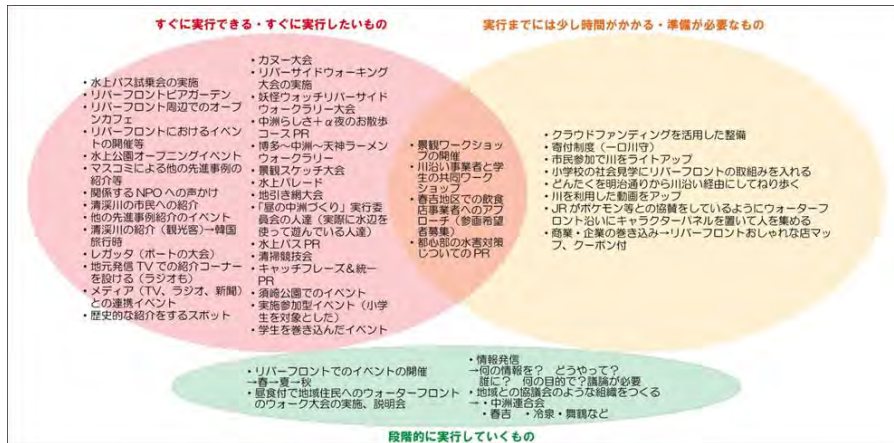 すぐに実行できる・すぐに実行したいもの
実行までには少し時間がかかる・準備が必要なもの
・水上バス試乗会の実施
・リバーフロントビアガーデン
・リバーフロント周辺でのオープ
ンカフェ
・リバーフロントにおけるイベント
の開催等
・水上公園オープニングイベント
・マスコミによる他の先進事例の
紹介等
・関係するNPOへの声かけ
・清渓川の市民への紹介
・他の先進事例紹介のイベント
・清渓川の紹介（観光客）→韓国
旅行時
・レガッタ（ボートの大会）
・地元発信TVでの紹介コーナー
を設ける（ラジオも）
・メディア（TV、ラジオ、新聞）
との連携イベント
・歴史的な紹介をするスポット
・カヌー大会
・リバーサイドウォーキング
大会の実施
・妖怪ウォッチリバーサイド
ウォークラリー大会
・中洲らしさ＋α夜のお散歩
コースPR
・博多～中洲～天神ラーメン
ウォークラリー
・景観スケッチ大会
・水上パレード
・地引き網大会
・「昼の中洲づくり」実行委
員会の人達（実際に水辺を
使って遊んでいる人達）
・水上バスPR
・清掃競技会
・キャッチフレーズ＆統一
PR
・須崎公園でのイベント
・実施参加型イベント（小学
生を対象とした）
・学生を巻き込んだイベント
・景観ワークショッ
プの開催
・川沿い事業者と学
生の共同ワーク
ショップ
・春吉地区での飲食
店事業者へのアプ
ローチ（参画希望
者募集）
・都心部の水害対策
じついてのPR
・クラウドファンディングを活用した整備
・寄付制度（一口川守）
・市民参加で川をライトアップ
・小学校の社会見学にリバーフロントの取組みを入れる
・どんたくを明治通りから川沿い経由にしてねり歩く
・川を利用した動画をアップ
・JRがポケモン等との協賛をしているようにウォーターフ
ロント沿いにキャラクターパネルを置いて人を集める
・商業・企業の巻き込み→リバーフロントおしゃれな店マッ
プ、クーポン付
・リバーフロントでのイベントの開催
→春→夏→秋
・昼食付で地域住民へのウォーターフロント
のウォーク大会の実施、説明会
・情報発信
→何の情報を？　どうやって？
誰に？　何の目的で？議論が必要
・地域との協議会のような組織をつくる
→・中洲連合会
・春吉　・冷泉・舞鶴など
段階的に実行していくもの